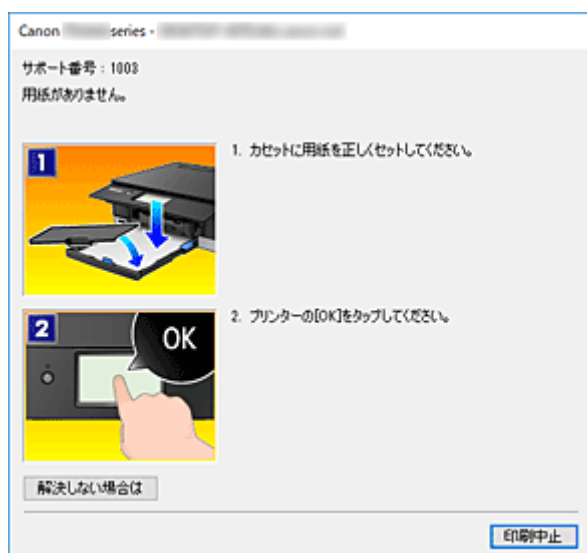 Canon series -
サポート番号 : 1003
用紙がありません。
1
1. カセットに用紙を正しくセットしてください。
2
OK
2. プリンターの[OK]をタップしてください。
解決しない場合は
印刷中止